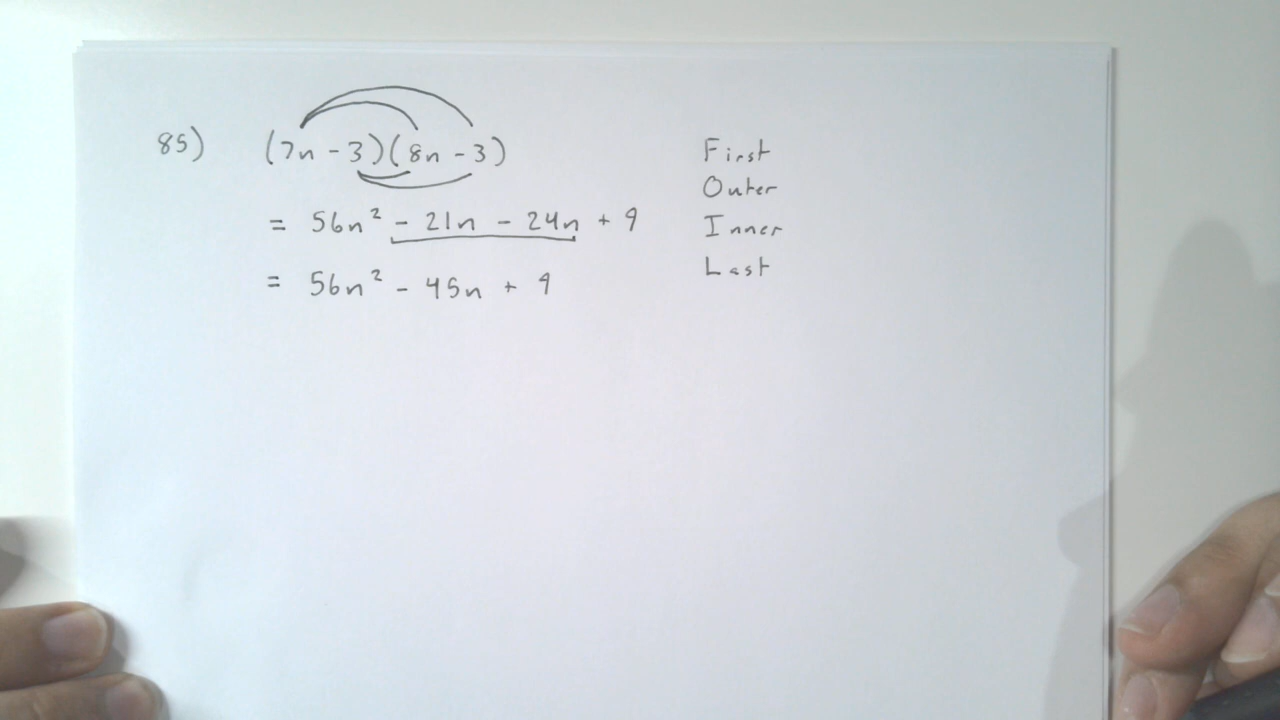 85) (7n - 3)(8n - 3)
= 56n² - 21n - 24n + 9
= 56n² - 45n + 9
First
Outer
Inner
Last